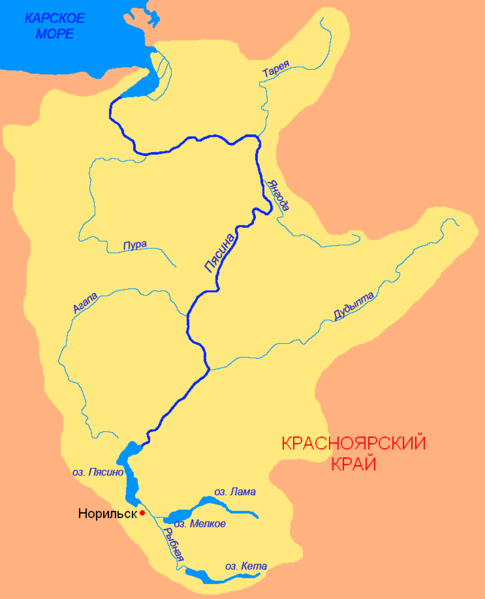 КАРСКОЕ
МОРЕ
Тарея
Янгода
Пура
Пясина
Агапа
Дудыпта
КРАСНОЯРСКИЙ
КРАЙ
оз. Пясино
оз. Лама
Норильск
оз. Мелкое
Рыбная
оз. Кета